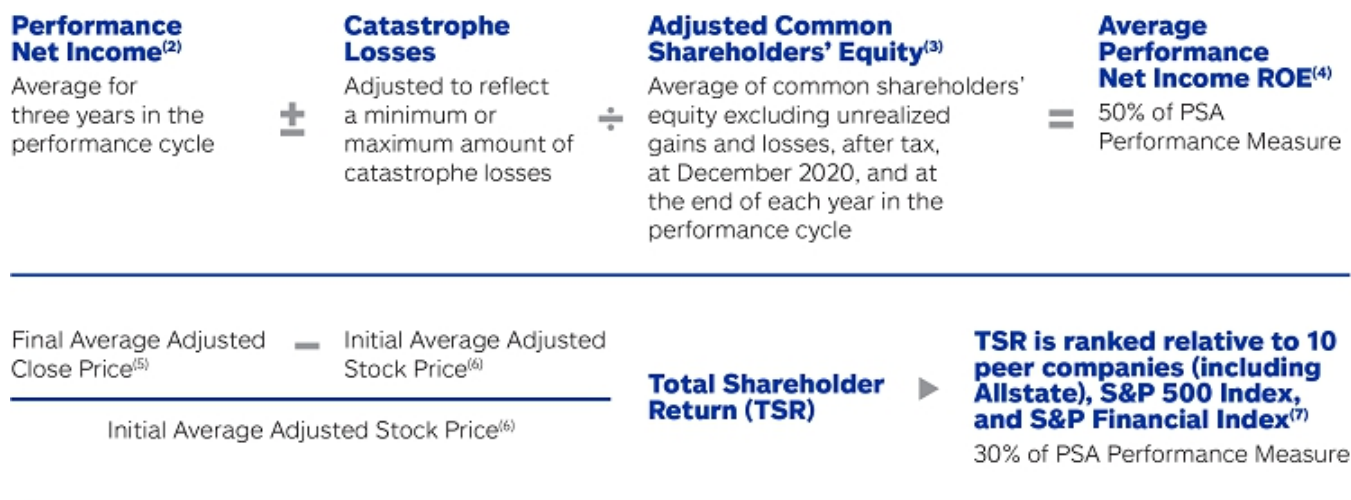 Performance
Net Income(2)
Average for
three years in the
performance cycle
±
Catastrophe
Losses
Adjusted to reflect
a minimum or
maximum amount of
catastrophe losses
÷
Adjusted Common
Shareholders’ Equity(3)
Average of common shareholders’
equity excluding unrealized
gains and losses, after tax,
at December 2020, and at
the end of each year in the
performance cycle
=
Average
Performance
Net Income ROE(4)
50% of PSA
Performance Measure
Final Average Adjusted
Close Price(5)
–
Initial Average Adjusted
Stock Price(6)
Initial Average Adjusted Stock Price(6)
Total Shareholder
Return (TSR)
TSR is ranked relative to 10
peer companies (including
Allstate), S&P 500 Index,
and S&P Financial Index(7)
30% of PSA Performance Measure